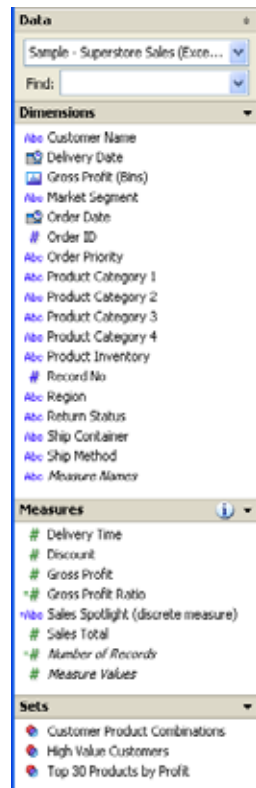 Data
Sample - Superstore Sales (Exce...
Find:
Dimensions
Abc Customer Name
Delivery Date
Gross Profit (Bins)
Abc Market Segment
Order Date
# Order ID
Abc Order Priority
Abc Product Category 1
Abc Product Category 2
Abc Product Category 3
Abc Product Category 4
Abc Product Inventory
# Record No
Abc Region
Abc Return Status
Abc Ship Container
Abc Ship Method
Abc Measure Names
Measures
# Delivery Time
# Discount
# Gross Profit
=# Gross Profit Ratio
=Abc Sales Spotlight (discrete measure)
# Sales Total
=# Number of Records
# Measure Values
Sets
Customer Product Combinations
High Value Customers
Top 30 Products by Profit